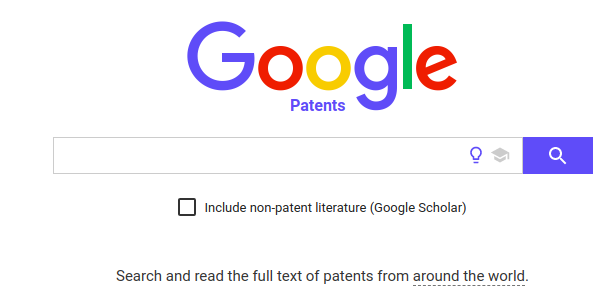 Google
Patents
Include non-patent literature (Google Scholar)
Search and read the full text of patents from around the world.